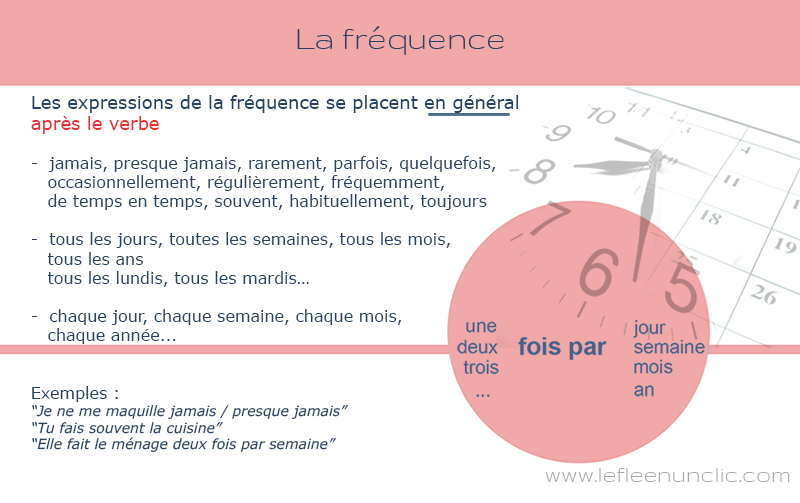 La fréquence
Les expressions de la fréquence se placent en général
après le verbe
- jamais, presque jamais, rarement, parfois, quelquefois,
occasionnellement, régulièrement, fréquemment,
de temps en temps, souvent, habituellement, toujours
- tous les jours, toutes les semaines, tous les mois,
tous les ans
tous les lundis, tous les mardis…
- chaque jour, chaque semaine, chaque mois,
chaque année...
Exemples :
“Je ne me maquille jamais / presque jamais”
“Tu fais souvent la cuisine”
“Elle fait le ménage deux fois par semaine”
10
9
8
7
6
5
3
4
11
18
19
25
26
une
deux
trois
...
fois par
jour
semaine
mois
an
www.lefleenunclic.com